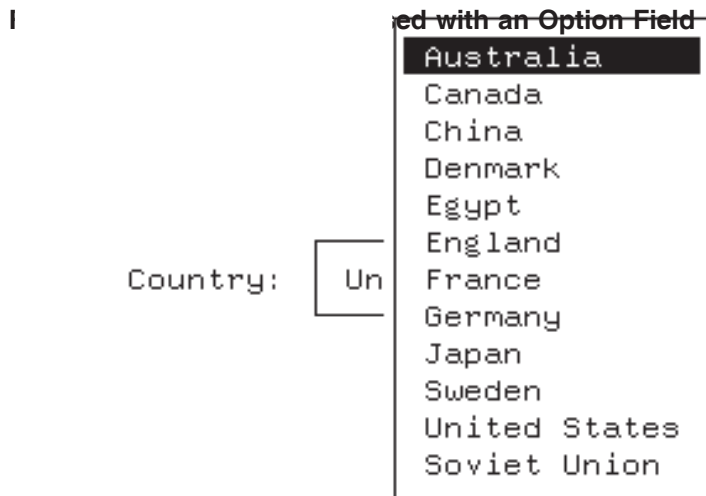 with an Option Field
Australia
Canada
China
Denmark
Egypt
England
Country: Un
France
Germany
Japan
Sweden
United States
Soviet Union